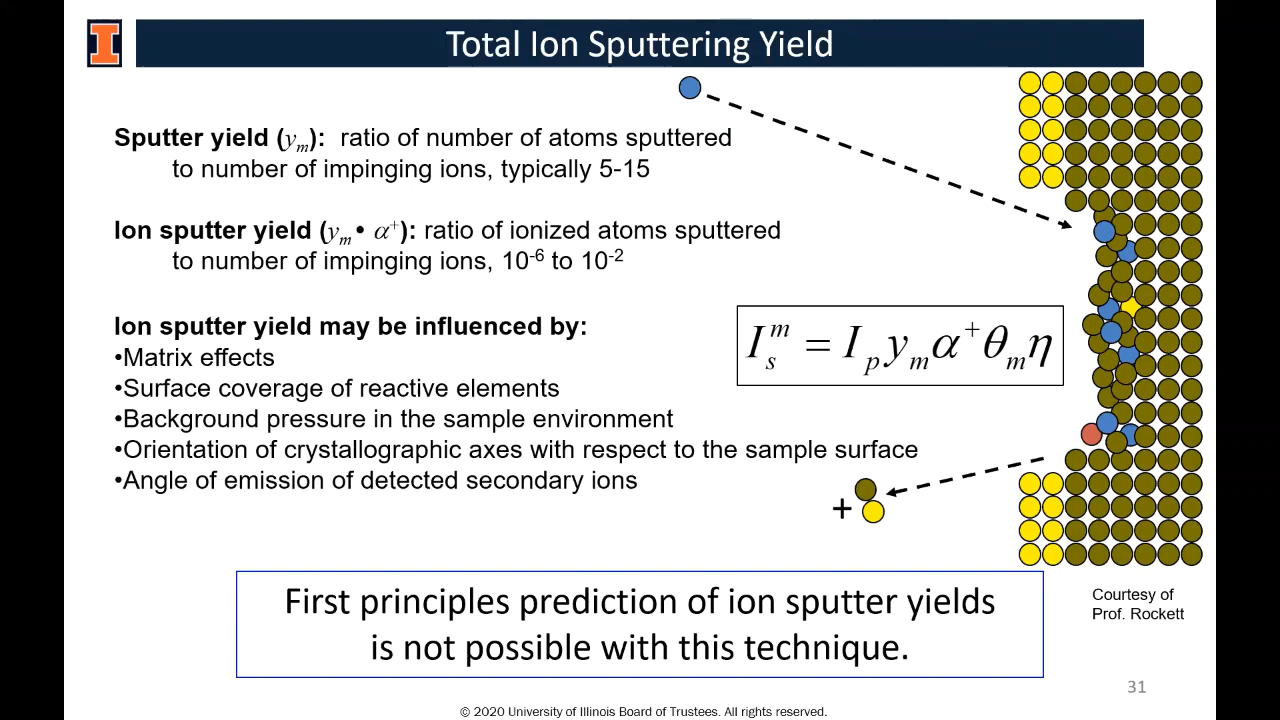 I
Total Ion Sputtering Yield
Sputter yield (yₘ): ratio of number of atoms sputtered
to number of impinging ions, typically 5-15
Ion sputter yield (yₘ • α⁺): ratio of ionized atoms sputtered
to number of impinging ions, 10⁻⁶ to 10⁻²
Ion sputter yield may be influenced by:
•Matrix effects
•Surface coverage of reactive elements
•Background pressure in the sample environment
•Orientation of crystallographic axes with respect to the sample surface
•Angle of emission of detected secondary ions
Iₛᵐ = Iₚ yₘ α⁺ θₘ η
+
First principles prediction of ion sputter yields
is not possible with this technique.
Courtesy of
Prof. Rockett
31
© 2020 University of Illinois Board of Trustees. All rights reserved.